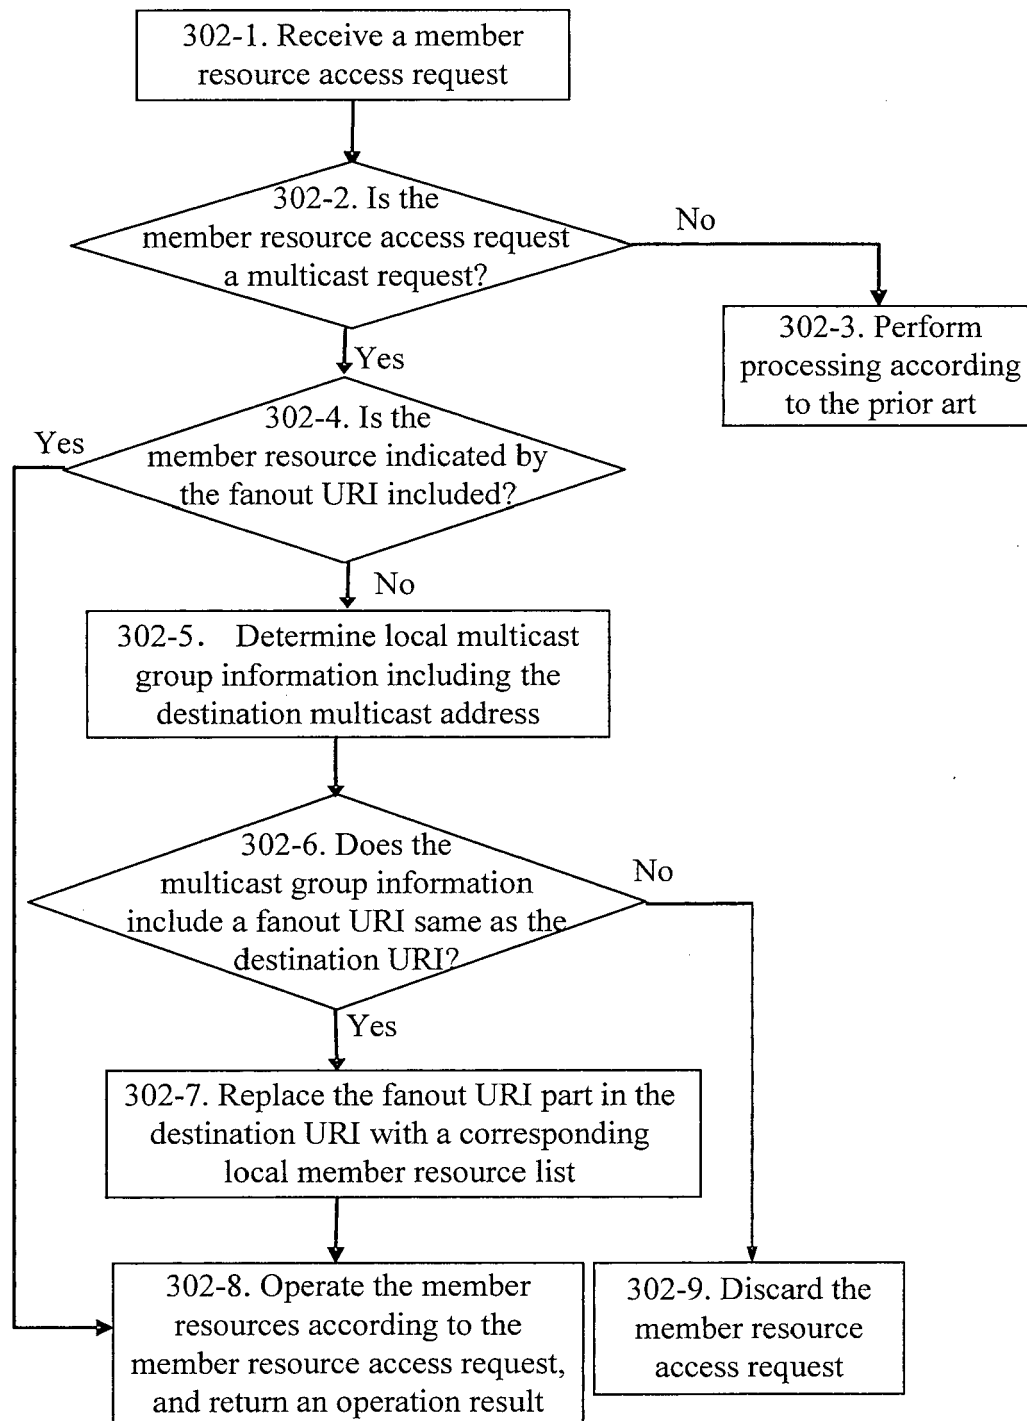 302-1. Receive a member
resource access request
302-2. Is the
member resource access request
a multicast request?
No
Yes
302-3. Perform
processing according
to the prior art
302-4. Is the
member resource indicated by
the fanout URI included?
Yes
No
302-5. Determine local multicast
group information including the
destination multicast address
302-6. Does the
multicast group information
include a fanout URI same as the
destination URI?
No
Yes
302-7. Replace the fanout URI part in the
destination URI with a corresponding
local member resource list
302-8. Operate the member
resources according to the
member resource access request,
and return an operation result
302-9. Discard the
member resource
access request